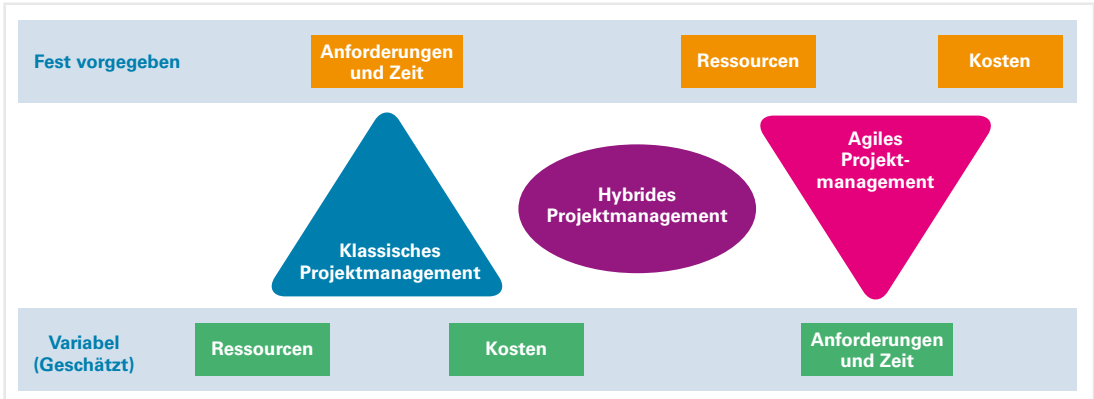 Fest vorgegeben
Anforderungen
und Zeit
Ressourcen
Kosten
Klassisches
Projektmanagement
Hybrides
Projektmanagement
Agiles
Projekt-
management
Variabel
(Geschätzt)
Ressourcen
Kosten
Anforderungen
und Zeit